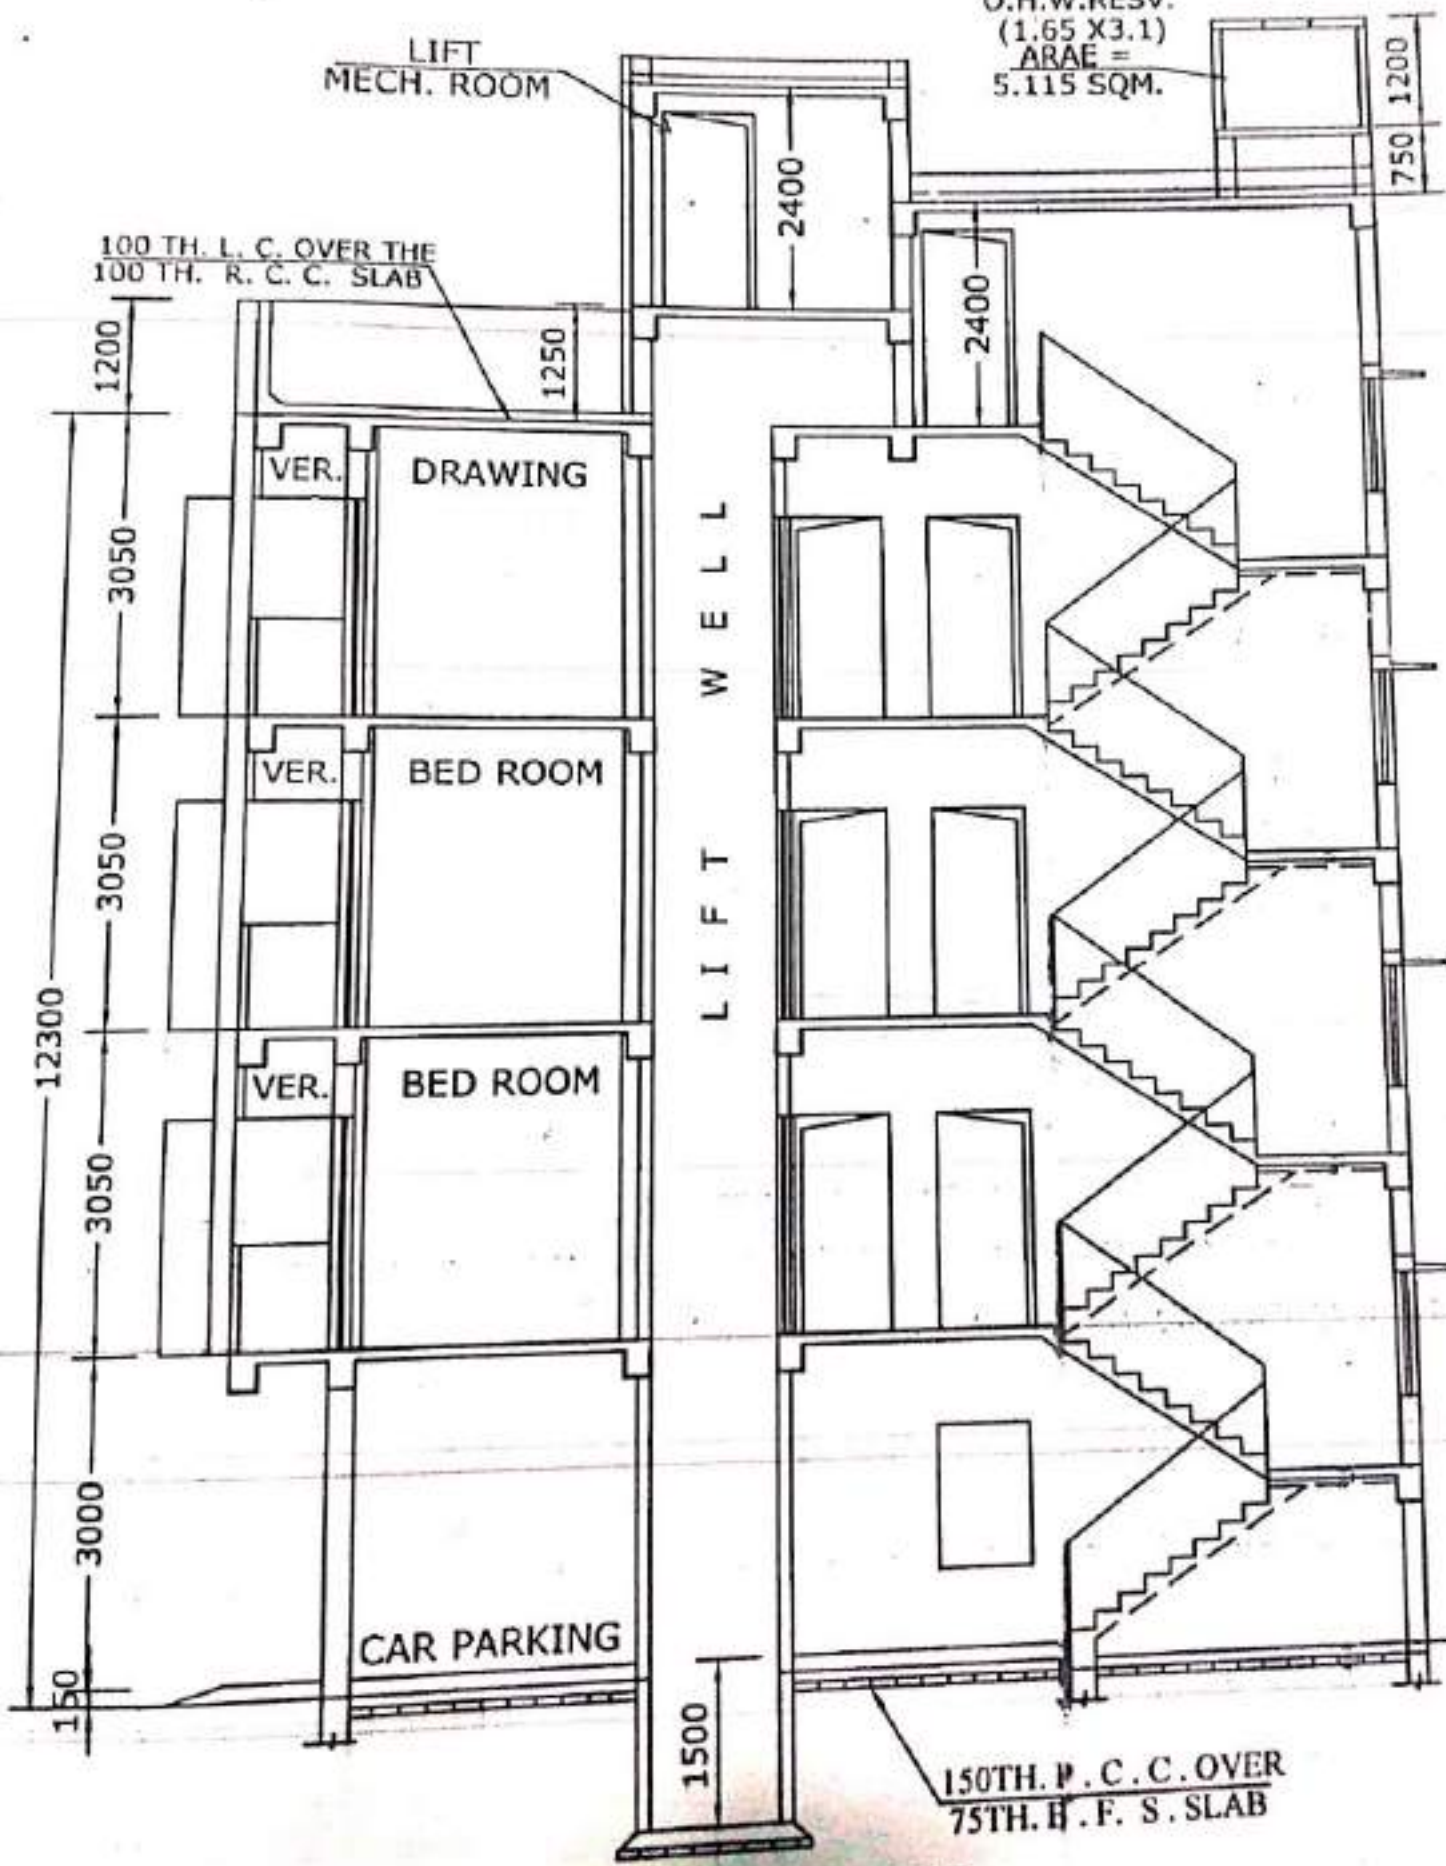 O.H.W.RESV.
(1.65 X3.1)
ARAE =
5.115 SQM.
LIFT
MECH. ROOM
1200
750
2400
100 TH. L. C. OVER THE
100 TH. R. C. C. SLAB
2400
1200
1250
VER.
DRAWING
3050
LIFT WELL
VER.
BED ROOM
3050
12300
VER.
BED ROOM
3050
3000
CAR PARKING
150
1500
150TH. P.C.C.OVER
75TH. B.F.S.SLAB